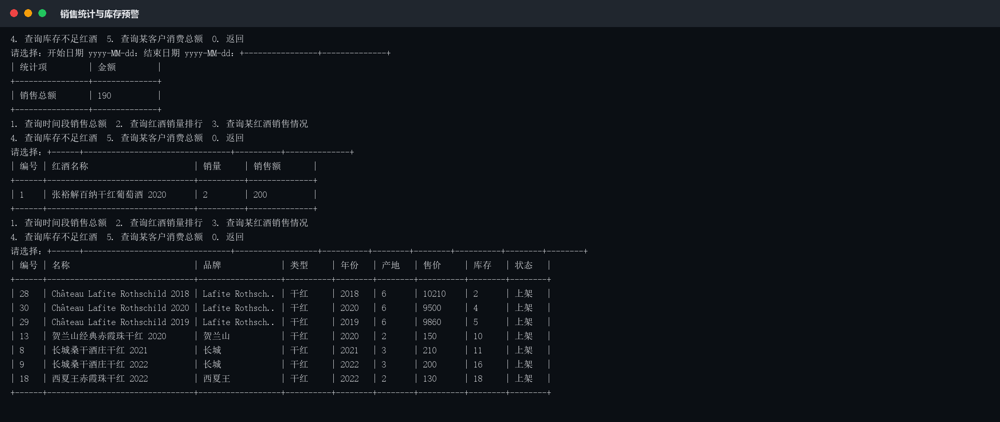 销售统计与库存预警
4. 查询库存不足红酒  5. 查询某客户消费总额  0. 返回
请选择：开始日期 yyyy-MM-dd：结束日期 yyyy-MM-dd：+----------------+--------------+
| 统计项         | 金额         |
+----------------+--------------+
| 销售总额       | 190          |
+----------------+--------------+
1. 查询时间段销售总额  2. 查询红酒销量排行  3. 查询某红酒销售情况
4. 查询库存不足红酒  5. 查询某客户消费总额  0. 返回
请选择：+------+--------------------------------+----------+--------------+
| 编号 | 红酒名称                       | 销量     | 销售额       |
+------+--------------------------------+----------+--------------+
| 1    | 张裕解百纳干红葡萄酒 2020      | 2        | 200          |
+------+--------------------------------+----------+--------------+
1. 查询时间段销售总额  2. 查询红酒销量排行  3. 查询某红酒销售情况
4. 查询库存不足红酒  5. 查询某客户消费总额  0. 返回
请选择：+------+--------------------------------+------------------+----------+--------+--------+----------+--------+--------+
| 编号 | 名称                           | 品牌             | 类型     | 年份   | 产地   | 售价     | 库存   | 状态   |
+------+--------------------------------+------------------+----------+--------+--------+----------+--------+--------+
| 28   | Château Lafite Rothschild 2018 | Lafite Rothsch.. | 干红     | 2018   | 6      | 10210    | 2      | 上架   |
| 30   | Château Lafite Rothschild 2020 | Lafite Rothsch.. | 干红     | 2020   | 6      | 9500     | 4      | 上架   |
| 29   | Château Lafite Rothschild 2019 | Lafite Rothsch.. | 干红     | 2019   | 6      | 9860     | 5      | 上架   |
| 13   | 贺兰山经典赤霞珠干红 2020      | 贺兰山           | 干红     | 2020   | 2      | 150      | 10     | 上架   |
| 8    | 长城桑干酒庄干红 2021          | 长城             | 干红     | 2021   | 3      | 210      | 11     | 上架   |
| 9    | 长城桑干酒庄干红 2022          | 长城             | 干红     | 2022   | 3      | 200      | 16     | 上架   |
| 18   | 西夏王赤霞珠干红 2022          | 西夏王           | 干红     | 2022   | 2      | 130      | 18     | 上架   |
+------+--------------------------------+------------------+----------+--------+--------+----------+--------+--------+